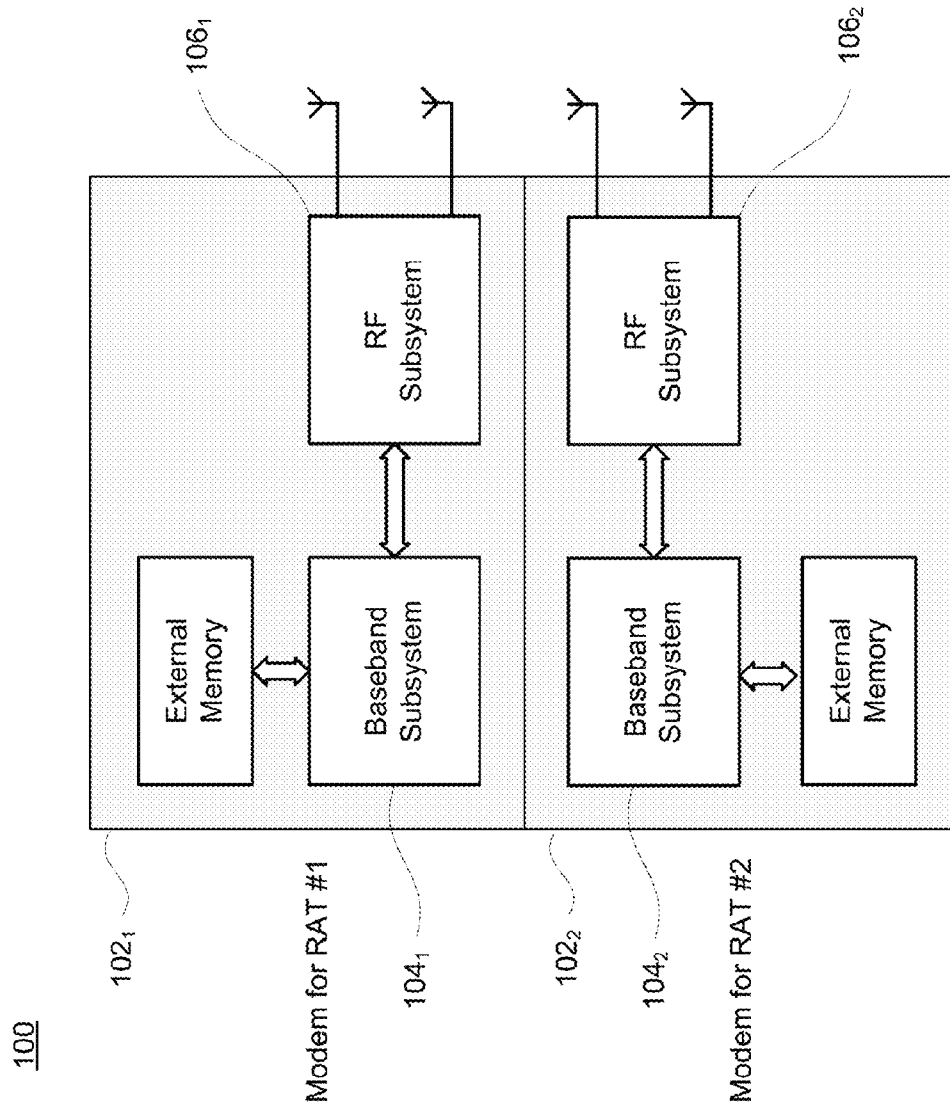 100
102₁
Modem for RAT #1
104₁
External
Memory
Baseband
Subsystem
RF
Subsystem
106₁
102₂
104₂
Modem for RAT #2
Baseband
Subsystem
External
Memory
RF
Subsystem
106₂